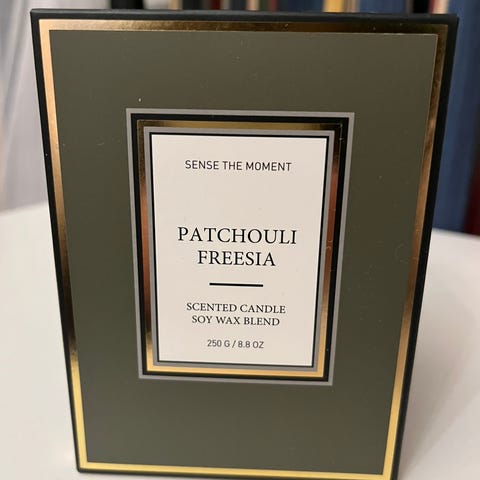 SENSE THE MOMENT
PATCHOULI
FREESIA
SCENTED CANDLE
SOY WAX BLEND
250 G / 8.8 OZ